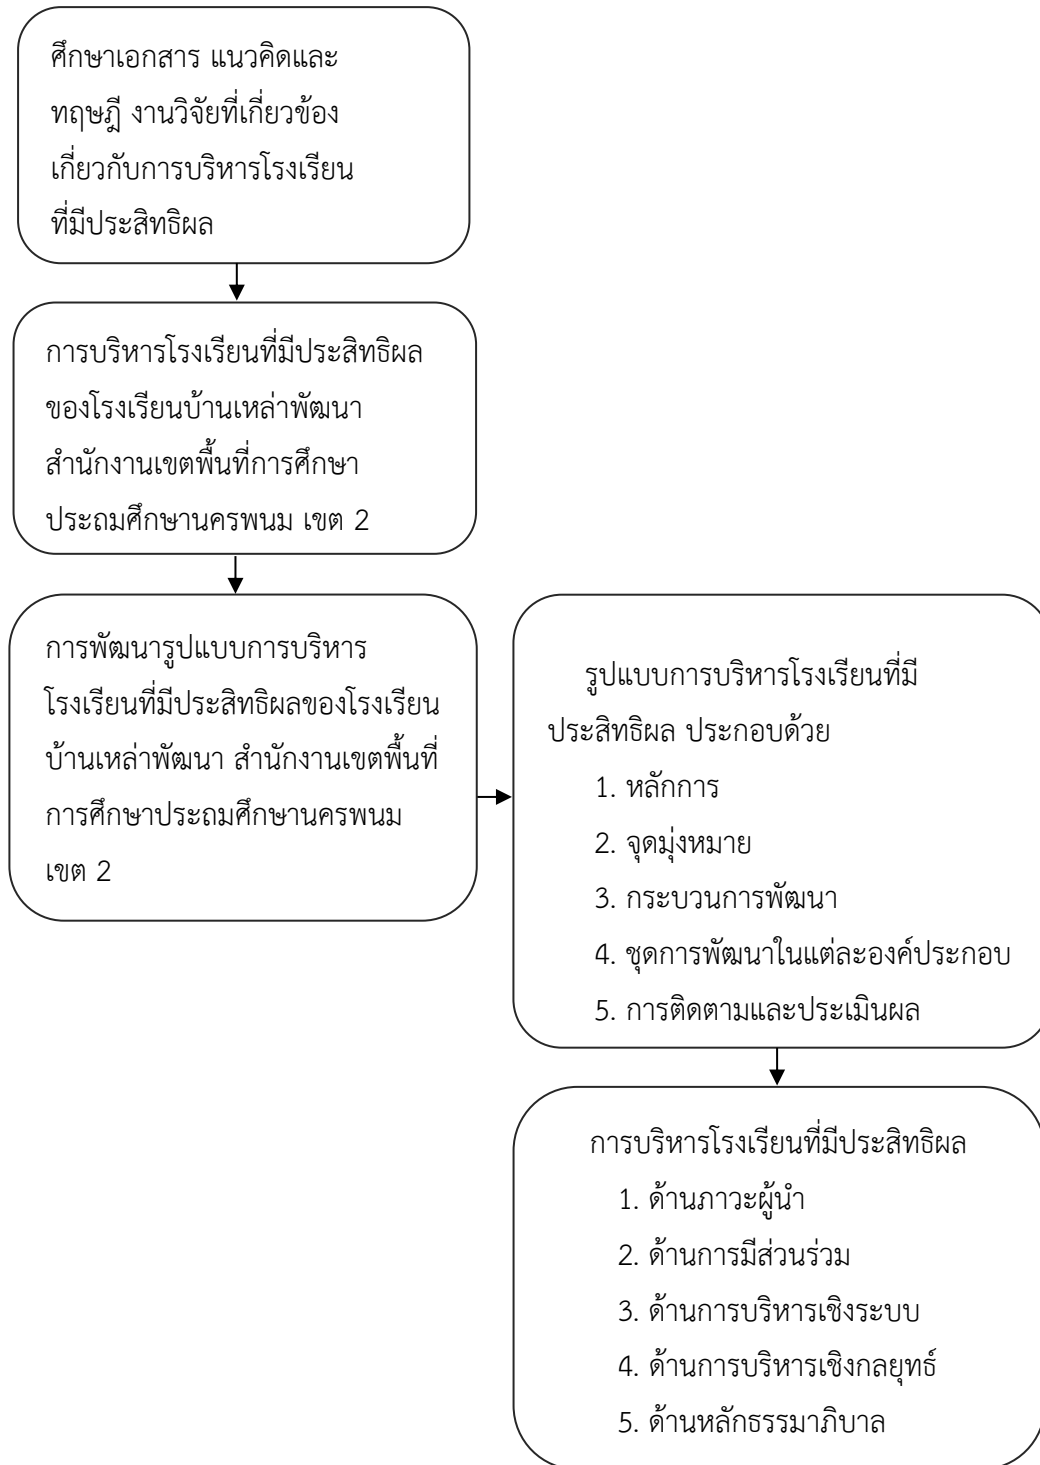 ศึกษาเอกสาร แนวคิดและ
ทฤษฎี งานวิจัยที่เกี่ยวข้อง
เกี่ยวกับการบริหารโรงเรียน
ที่มีประสิทธิผล
การบริหารโรงเรียนที่มีประสิทธิผล
ของโรงเรียนบ้านเหล่าพัฒนา
สำนักงานเขตพื้นที่การศึกษา
ประถมศึกษานครพนม เขต 2
การพัฒนารูปแบบการบริหาร
โรงเรียนที่มีประสิทธิผลของโรงเรียน
บ้านเหล่าพัฒนา สำนักงานเขตพื้นที่
การศึกษาประถมศึกษานครพนม
เขต 2
รูปแบบการบริหารโรงเรียนที่มี
ประสิทธิผล ประกอบด้วย
1. หลักการ
2. จุดมุ่งหมาย
3. กระบวนการพัฒนา
4. ชุดการพัฒนาในแต่ละองค์ประกอบ
5. การติดตามและประเมินผล
การบริหารโรงเรียนที่มีประสิทธิผล
1. ด้านภาวะผู้นำ
2. ด้านการมีส่วนร่วม
3. ด้านการบริหารเชิงระบบ
4. ด้านการบริหารเชิงกลยุทธ์
5. ด้านหลักธรรมาภิบาล